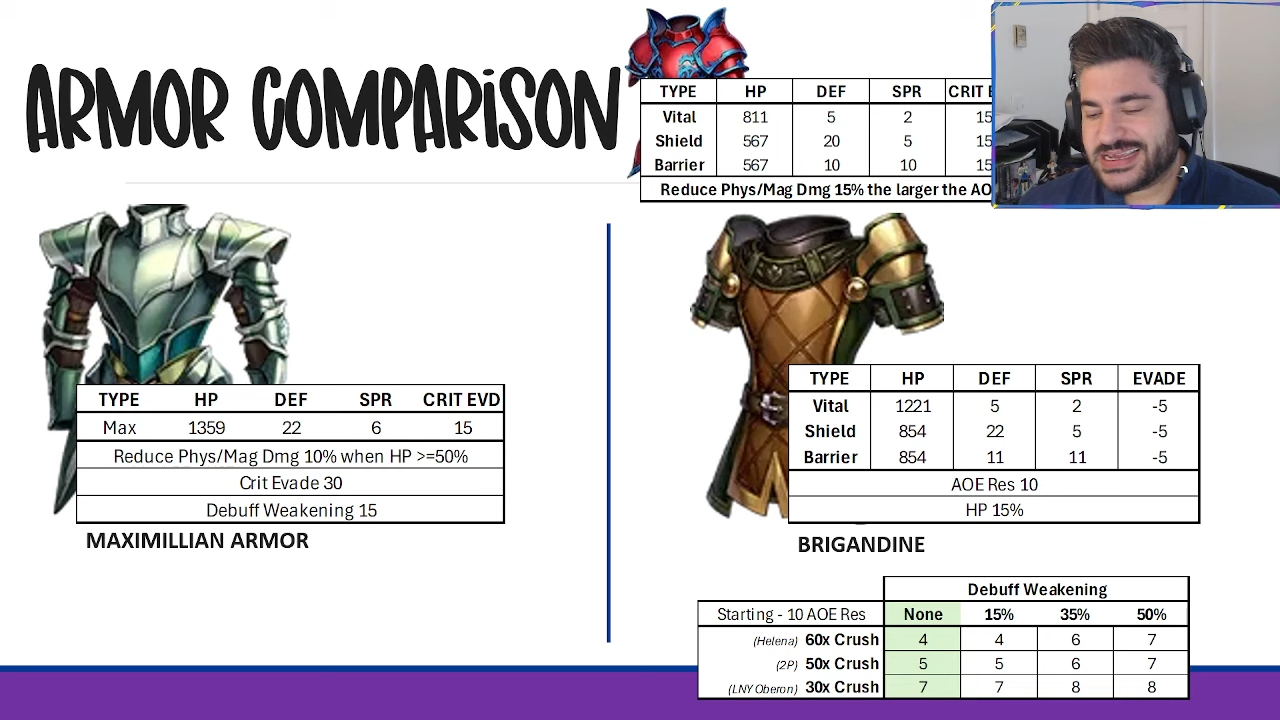 ARMOR COMPARISON
TYPE HP DEF SPR CRIT E
Vital 811 5 2 15
Shield 567 20 5 15
Barrier 567 10 10 15
Reduce Phys/Mag Dmg 15% the larger the AO
TYPE HP DEF SPR CRIT EVD
Max 1359 22 6 15
Reduce Phys/Mag Dmg 10% when HP >=50%
Crit Evade 30
Debuff Weakening 15
MAXIMILLIAN ARMOR
TYPE HP DEF SPR EVADE
Vital 1221 5 2 -5
Shield 854 22 5 -5
Barrier 854 11 11 -5
AOE Res 10
HP 15%
BRIGANDINE
Debuff Weakening
Starting - 10 AOE Res None 15% 35% 50%
(Helena) 60x Crush 4 4 6 7
(2P) 50x Crush 5 5 6 7
(LNY Oberon) 30x Crush 7 7 8 8